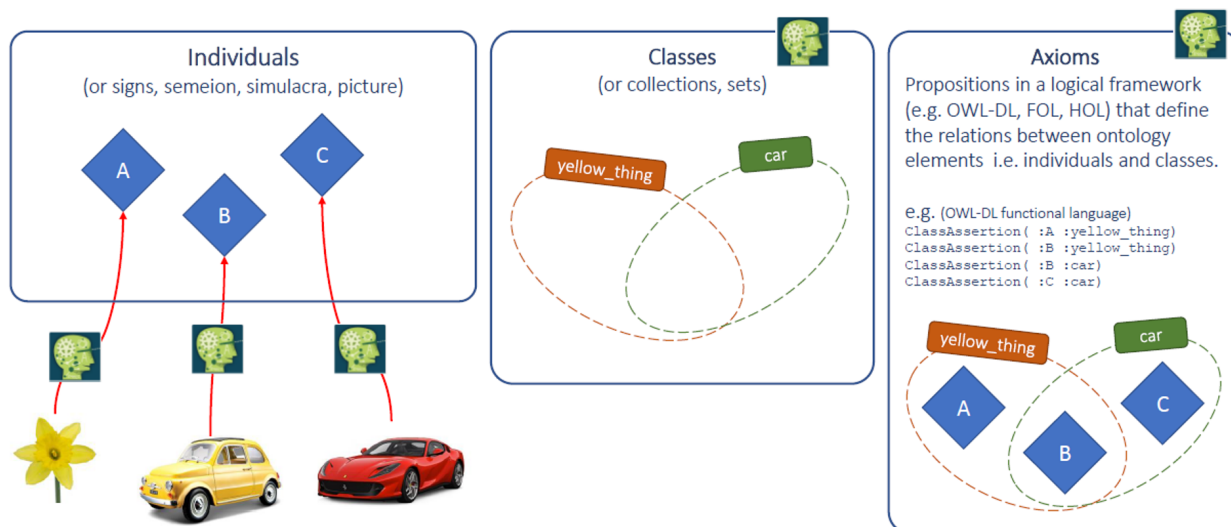 Individuals
(or signs, semeion, simulacra, picture)
A
B
C
Classes
(or collections, sets)
yellow_thing
car
Axioms
Propositions in a logical framework
(e.g. OWL-DL, FOL, HOL) that define
the relations between ontology
elements i.e. individuals and classes.
e.g. (OWL-DL functional language)
ClassAssertion( :A :yellow_thing)
ClassAssertion( :B :yellow_thing)
ClassAssertion( :B :car)
ClassAssertion( :C :car)
yellow_thing
car
A
B
C